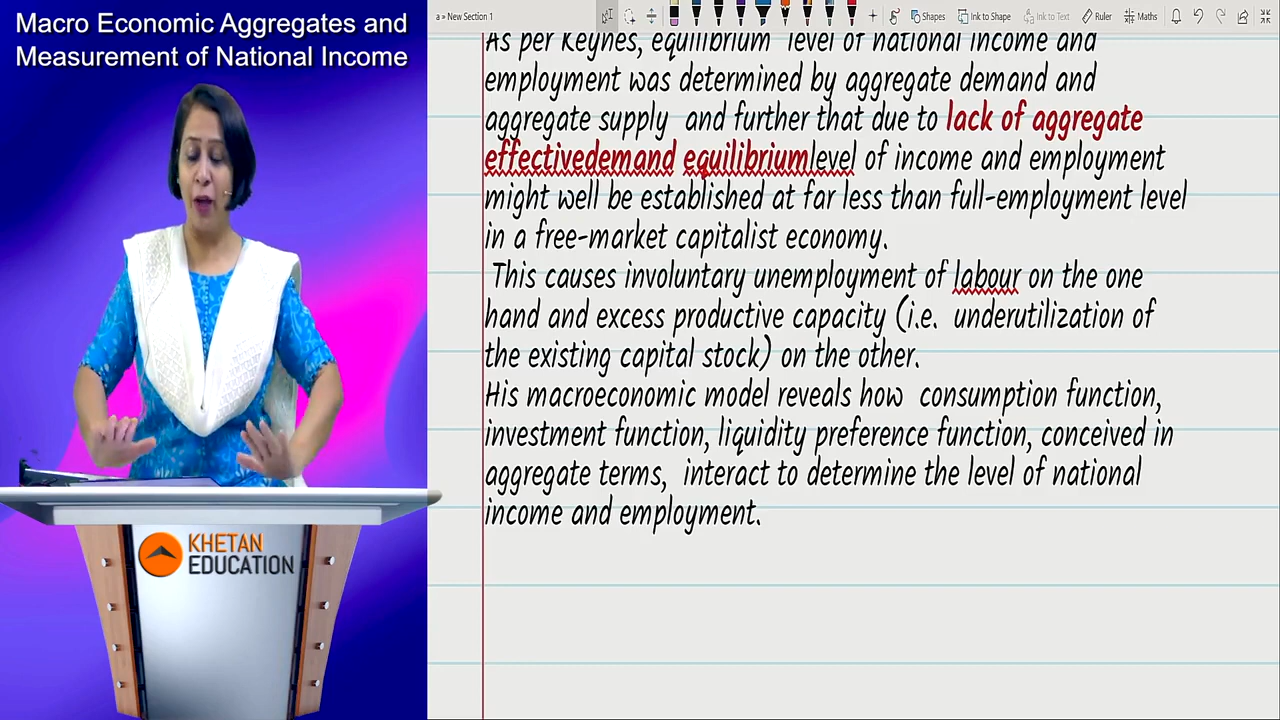 Macro Economic Aggregates and
Measurement of National Income
a » New Section 1
Shapes
Ink to Shape
Ink to Text
Ruler
Maths
As per Keynes, equilibrium level of national income and
employment was determined by aggregate demand and
aggregate supply and further that due to lack of aggregate
effectivedemand equilibriumlevel of income and employment
might well be established at far less than full-employment level
in a free-market capitalist economy.
This causes involuntary unemployment of labour on the one
hand and excess productive capacity (i.e. underutilization of
the existing capital stock) on the other.
His macroeconomic model reveals how consumption function,
investment function, liquidity preference function, conceived in
aggregate terms, interact to determine the level of national
income and employment.
KHETAN
EDUCATION